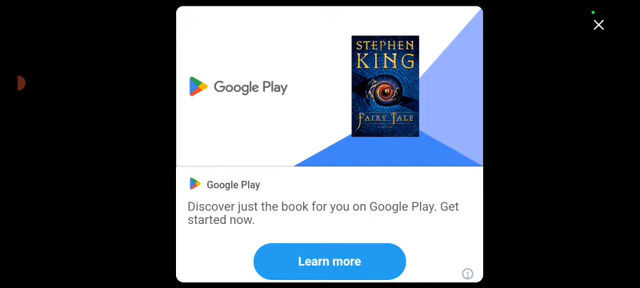 STEPHEN
KING
Google Play
FAIRY TALE
Google Play
Discover just the book for you on Google Play. Get
started now.
Learn more